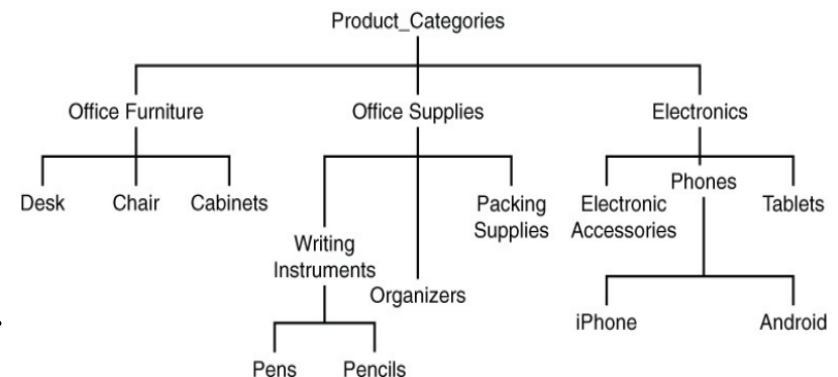 Product_Categories
Office Furniture
Office Supplies
Electronics
Desk
Chair
Cabinets
Writing
Instruments
Organizers
Packing
Supplies
Electronic
Accessories
Phones
Tablets
Pens
Pencils
iPhone
Android